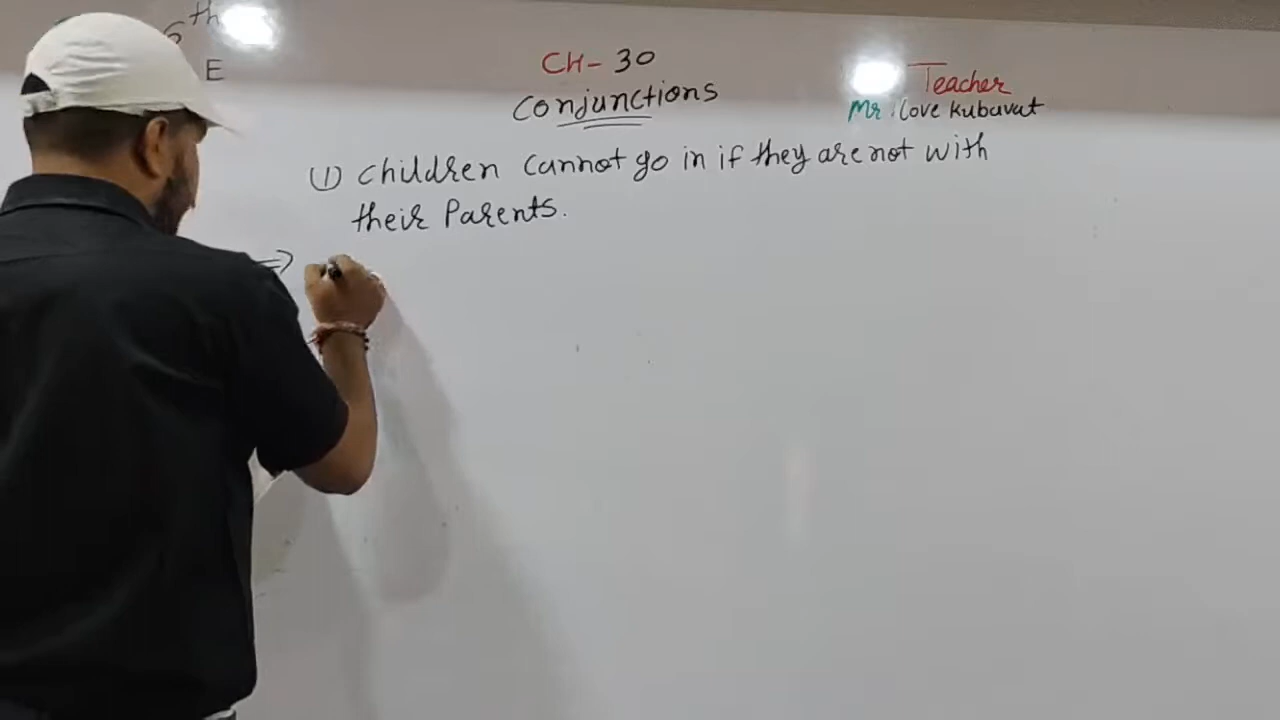 6th
E
CH- 30
Conjunctions
Teacher
Mr. Love Kubavat
(1) Children cannot go in if they are not with
their Parents.
⇒